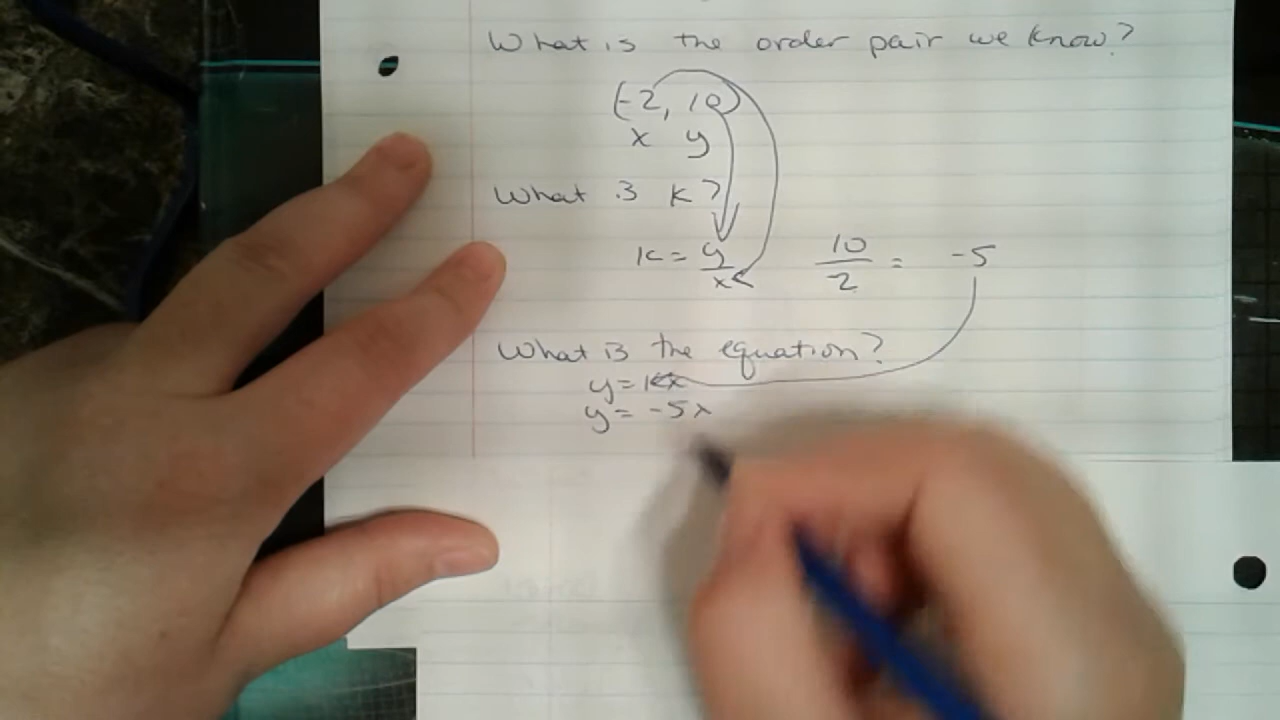 What is the order pair we know?
(-2, 10)
x y
What is k?
k = y/x 10/2 = -5
What is the equation?
y = kx
y = -5x